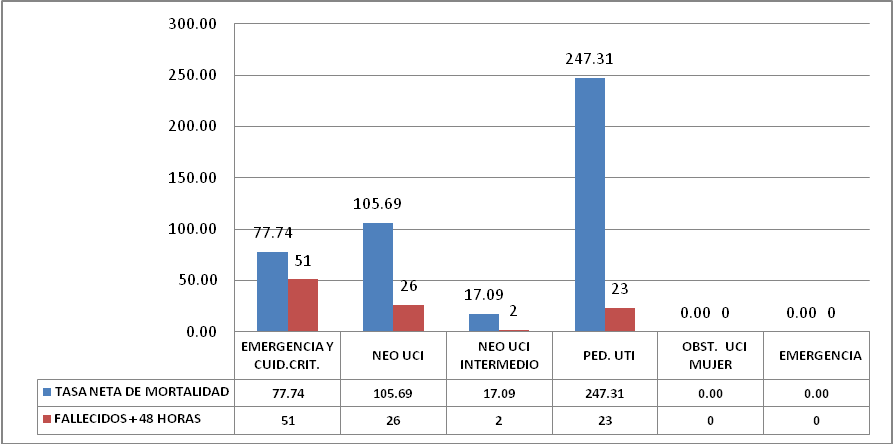 300.00
250.00
200.00
150.00
100.00
50.00
0.00
77.74
51
105.69
26
17.09
2
247.31
23
0.00 0
0.00 0
EMERGENCIA Y CUID.CRIT.
NEO UCI
NEO UCI INTERMEDIO
PED. UTI
OBST. UCI MUJER
EMERGENCIA
TASA NETA DE MORTALIDAD 77.74 105.69 17.09 247.31 0.00 0.00
FALLECIDOS+48 HORAS 51 26 2 23 0 0